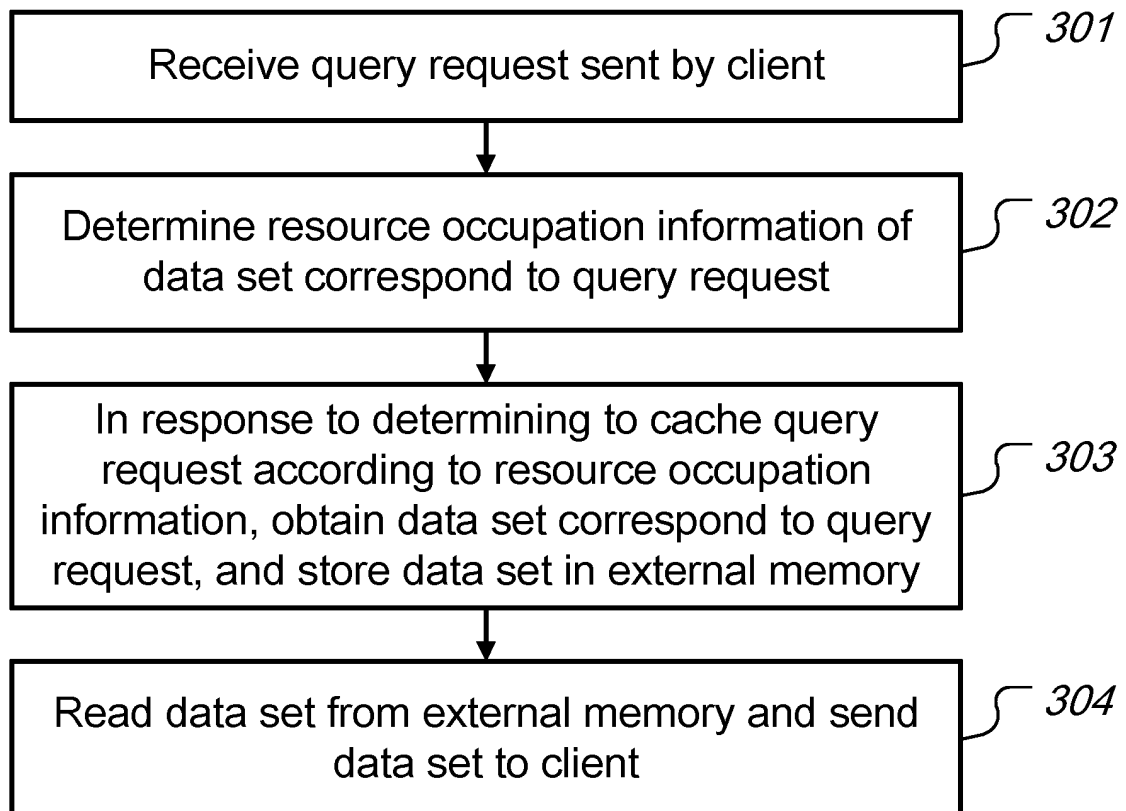 Receive query request sent by client
301
Determine resource occupation information of
data set correspond to query request
302
In response to determining to cache query
request according to resource occupation
information, obtain data set correspond to query
request, and store data set in external memory
303
Read data set from external memory and send
data set to client
304